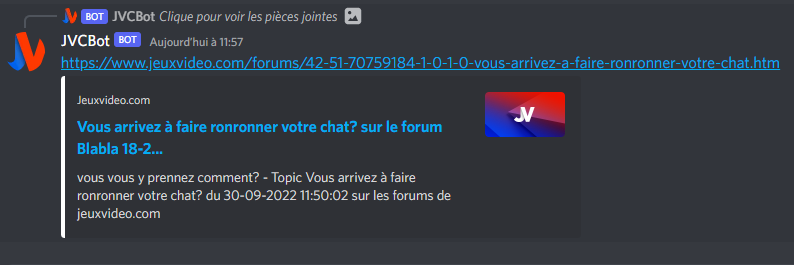 BOT JVCBot Clique pour voir les pièces jointes
JVCBot BOT Aujourd'hui à 11:57
https://www.jeuxvideo.com/forums/42-51-70759184-1-0-1-0-vous-arrivez-a-faire-ronronner-votre-chat.htm
Jeuxvideo.com
Vous arrivez à faire ronronner votre chat? sur le forum
Blabla 18-2...
JV
vous vous y prennez comment? - Topic Vous arrivez à faire
ronronner votre chat? du 30-09-2022 11:50:02 sur les forums de
jeuxvideo.com